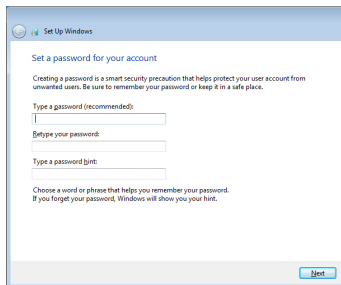 Set Up Windows
Set a password for your account
Creating a password is a smart security precaution that helps protect your user account from
unwanted users. Be sure to remember your password or keep it in a safe place.
Type a password (recommended):
Retype your password:
Type a password hint:
Choose a word or phrase that helps you remember your password.
If you forget your password, Windows will show you your hint.
Next